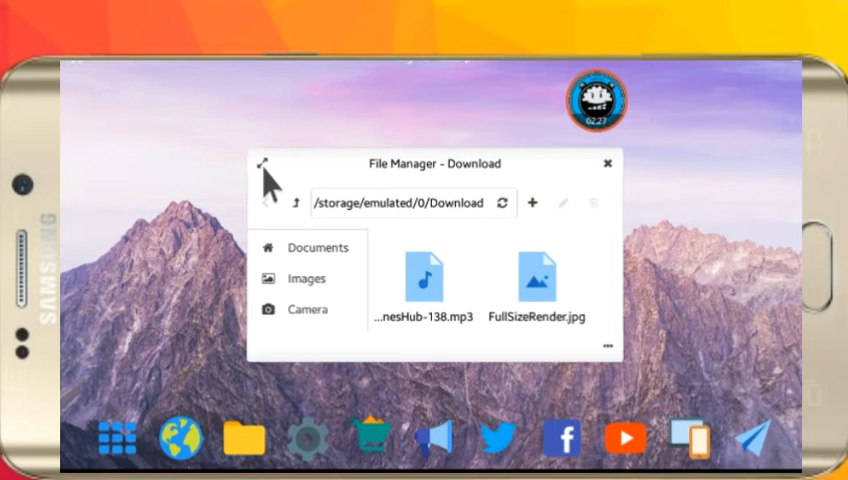 02:27
File Manager - Download
/storage/emulated/0/Download
Documents
Images
Camera
...nesHub-138.mp3
FullSizeRender.jpg
SAMSUNG
f